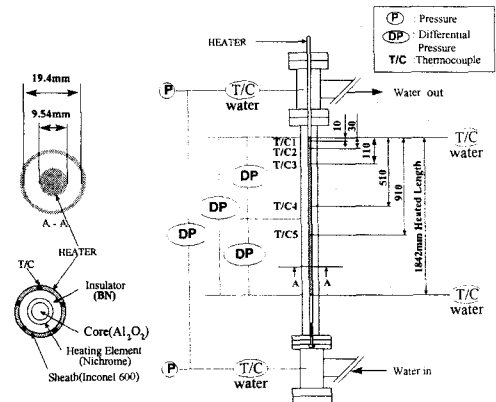 P : Pressure
DP : Differential
Pressure
T/C :Thermocouple
HEATER
19.4mm
9.54mm
A - A
HEATER
P
T/C
water
Water out
10
30
T/C1
T/C2
T/C3
110
T/C
water
DP
510
910
DP
T/C4
DP
T/C5
DP
1842mm Heated Length
A
A
T/C
water
T/C
Insulator
(BN)
Core(Al2O2)
Heating Element
(Nichrome)
Sheath(Inconel 600)
P
T/C
water
Water in